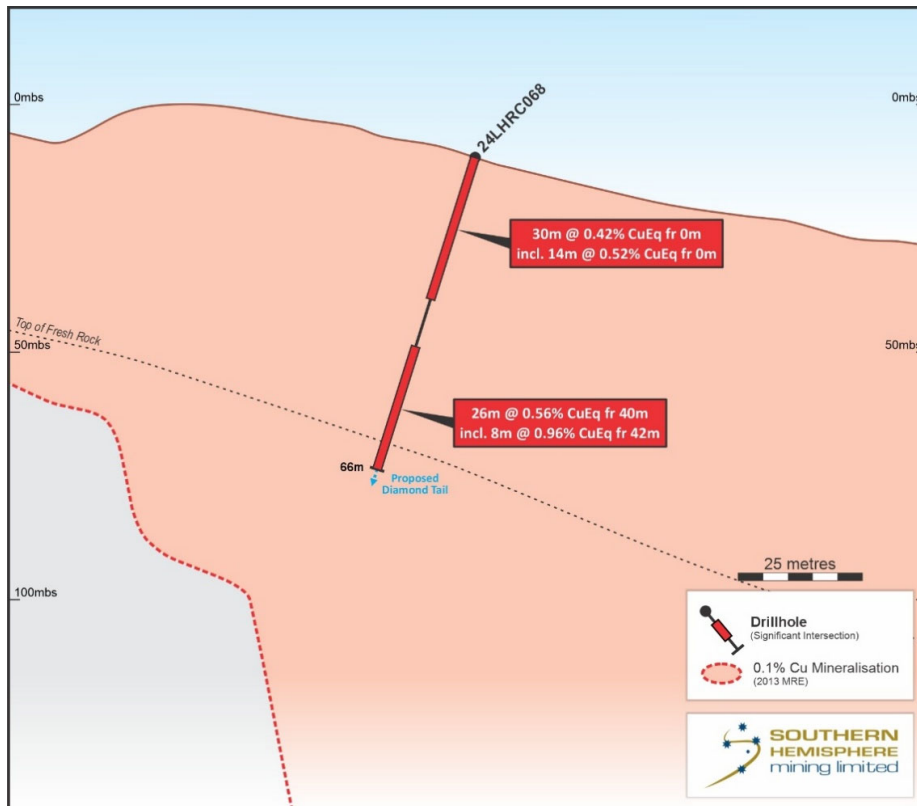 0mbs
0mbs
24LHRC068
30m @ 0.42% CuEq fr 0m
incl. 14m @ 0.52% CuEq fr 0m
Top of Fresh Rock
50mbs
50mbs
26m @ 0.56% CuEq fr 40m
incl. 8m @ 0.96% CuEq fr 42m
66m
Proposed
Diamond Tail
25 metres
100mbs
Drillhole
(Significant Intersection)
0.1% Cu Mineralisation
(2013 MRE)
SOUTHERN
HEMISPHERE
mining limited